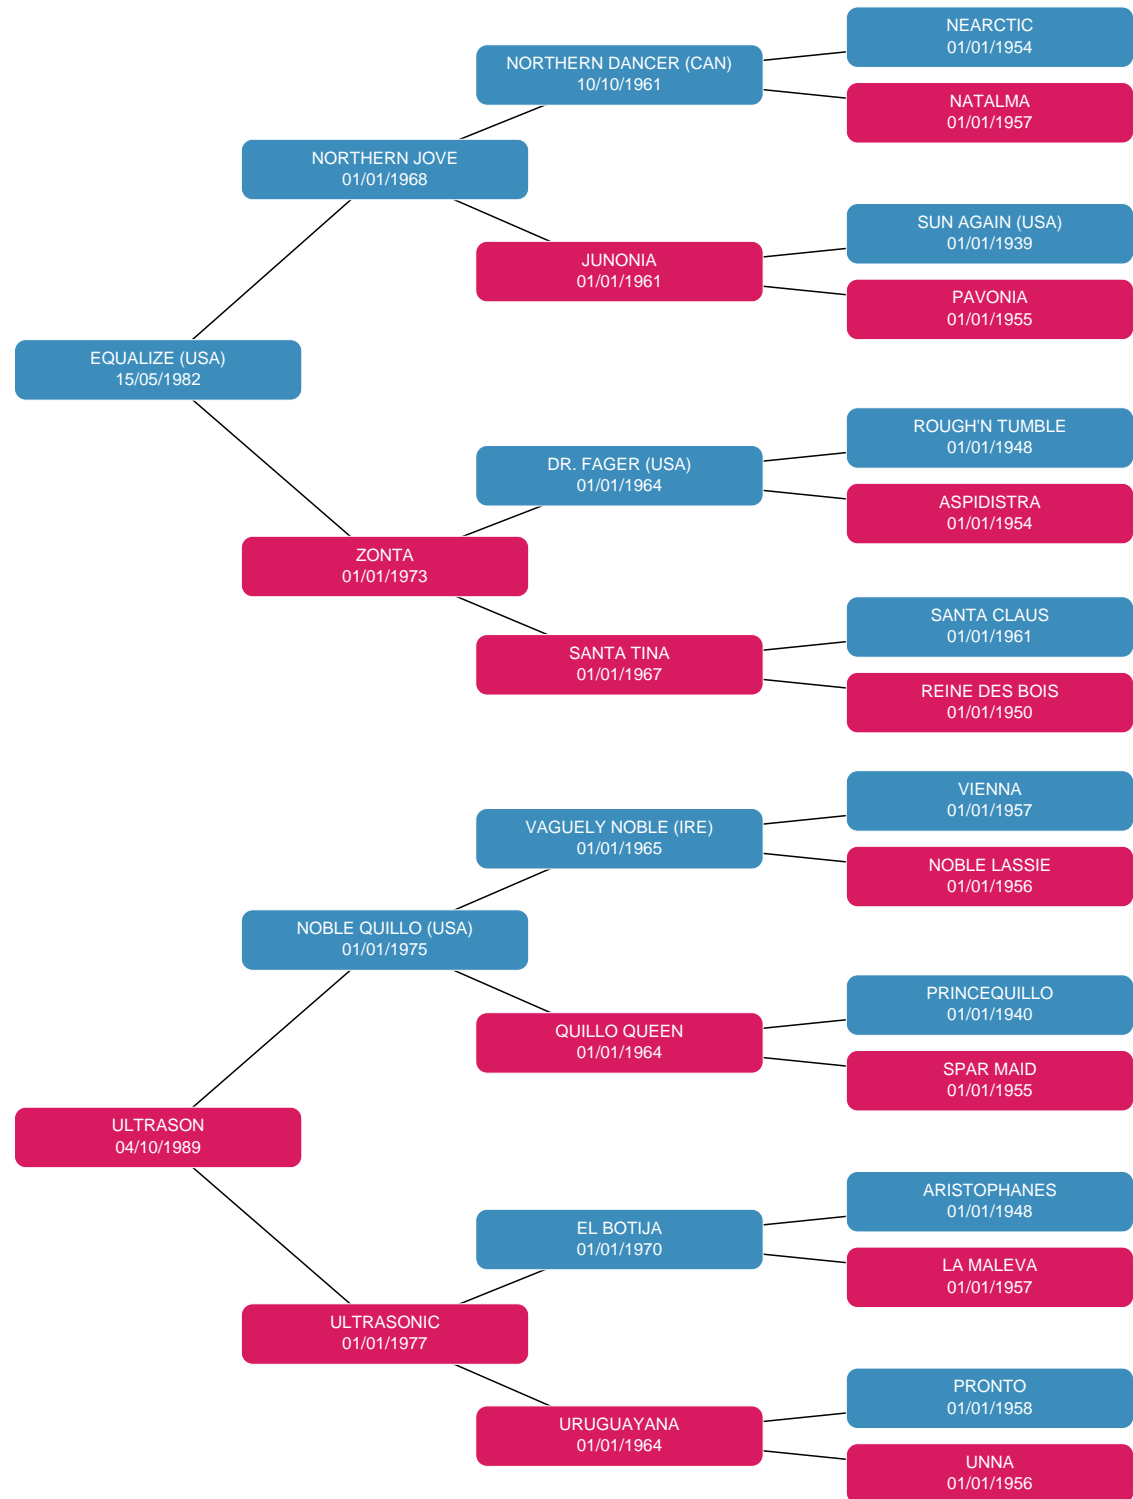 NEARCTIC
01/01/1954
NORTHERN DANCER (CAN)
10/10/1961
NATALMA
01/01/1957
NORTHERN JOVE
01/01/1968
SUN AGAIN (USA)
01/01/1939
JUNONIA
01/01/1961
PAVONIA
01/01/1955
EQUALIZE (USA)
15/05/1982
ROUGH'N TUMBLE
01/01/1948
DR. FAGER (USA)
01/01/1964
ASPIDISTRA
01/01/1954
ZONTA
01/01/1973
SANTA CLAUS
01/01/1961
SANTA TINA
01/01/1967
REINE DES BOIS
01/01/1950
VIENNA
01/01/1957
VAGUELY NOBLE (IRE)
01/01/1965
NOBLE LASSIE
01/01/1956
NOBLE QUILLO (USA)
01/01/1975
PRINCEQUILLO
01/01/1940
QUILLO QUEEN
01/01/1964
SPAR MAID
01/01/1955
ULTRASON
04/10/1989
ARISTOPHANES
01/01/1948
EL BOTIJA
01/01/1970
LA MALEVA
01/01/1957
ULTRASONIC
01/01/1977
PRONTO
01/01/1958
URUGUAYANA
01/01/1964
UNNA
01/01/1956